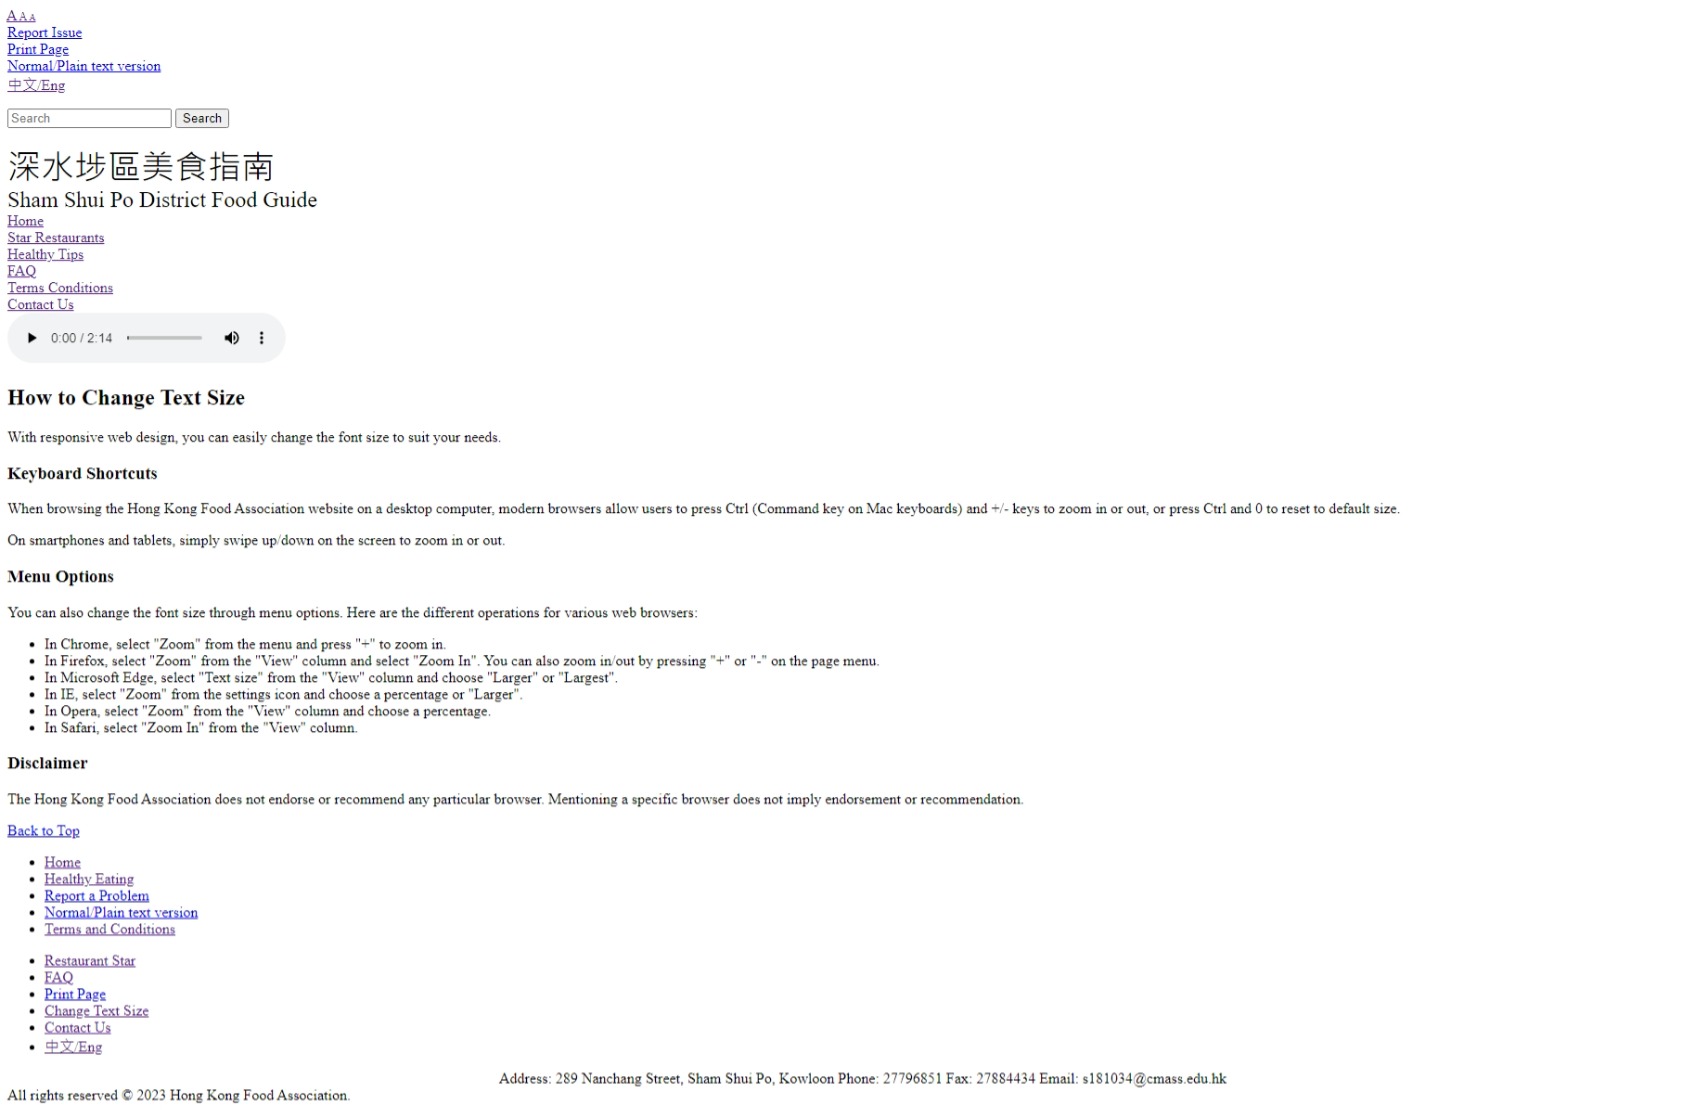 AAA
Report Issue
Print Page
Normal/Plain text version
中文/Eng
Search Search
深水埗區美食指南
Sham Shui Po District Food Guide
Home
Star Restaurants
Healthy Tips
FAQ
Terms Conditions
Contact Us
0:00 / 2:14
How to Change Text Size
With responsive web design, you can easily change the font size to suit your needs.
Keyboard Shortcuts
When browsing the Hong Kong Food Association website on a desktop computer, modern browsers allow users to press Ctrl (Command key on Mac keyboards) and +/- keys to zoom in or out, or press Ctrl and 0 to reset to default size.
On smartphones and tablets, simply swipe up/down on the screen to zoom in or out.
Menu Options
You can also change the font size through menu options. Here are the different operations for various web browsers:
• In Chrome, select "Zoom" from the menu and press "+" to zoom in.
• In Firefox, select "Zoom" from the "View" column and select "Zoom In". You can also zoom in/out by pressing "+" or "-" on the page menu.
• In Microsoft Edge, select "Text size" from the "View" column and choose "Larger" or "Largest".
• In IE, select "Zoom" from the settings icon and choose a percentage or "Larger".
• In Opera, select "Zoom" from the "View" column and choose a percentage.
• In Safari, select "Zoom In" from the "View" column.
Disclaimer
The Hong Kong Food Association does not endorse or recommend any particular browser. Mentioning a specific browser does not imply endorsement or recommendation.
Back to Top
• Home
• Healthy Eating
• Report a Problem
• Normal/Plain text version
• Terms and Conditions
• Restaurant Star
• FAQ
• Print Page
• Change Text Size
• Contact Us
• 中文/Eng
Address: 289 Nanchang Street, Sham Shui Po, Kowloon Phone: 27796851 Fax: 27884434 Email: s181034@cmass.edu.hk
All rights reserved © 2023 Hong Kong Food Association.